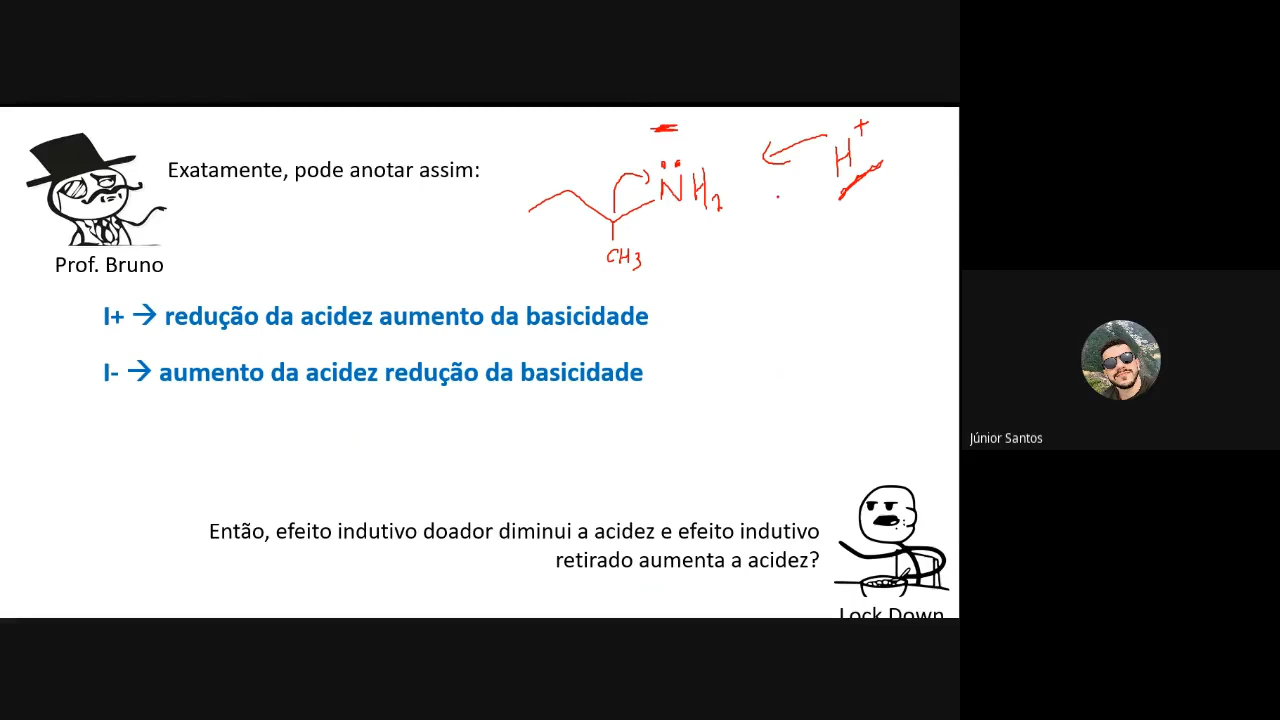 Exatamente, pode anotar assim:
H+
NH2
CH3
Prof. Bruno
I+ → redução da acidez aumento da basicidade
I- → aumento da acidez redução da basicidade
Júnior Santos
Então, efeito indutivo doador diminui a acidez e efeito indutivo
retirado aumenta a acidez?
Lock Down